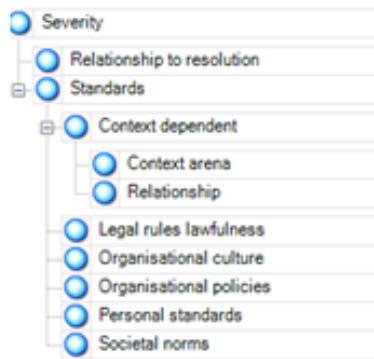 Severity
Relationship to resolution
Standards
Context dependent
Context arena
Relationship
Legal rules lawfulness
Organisational culture
Organisational policies
Personal standards
Societal norms